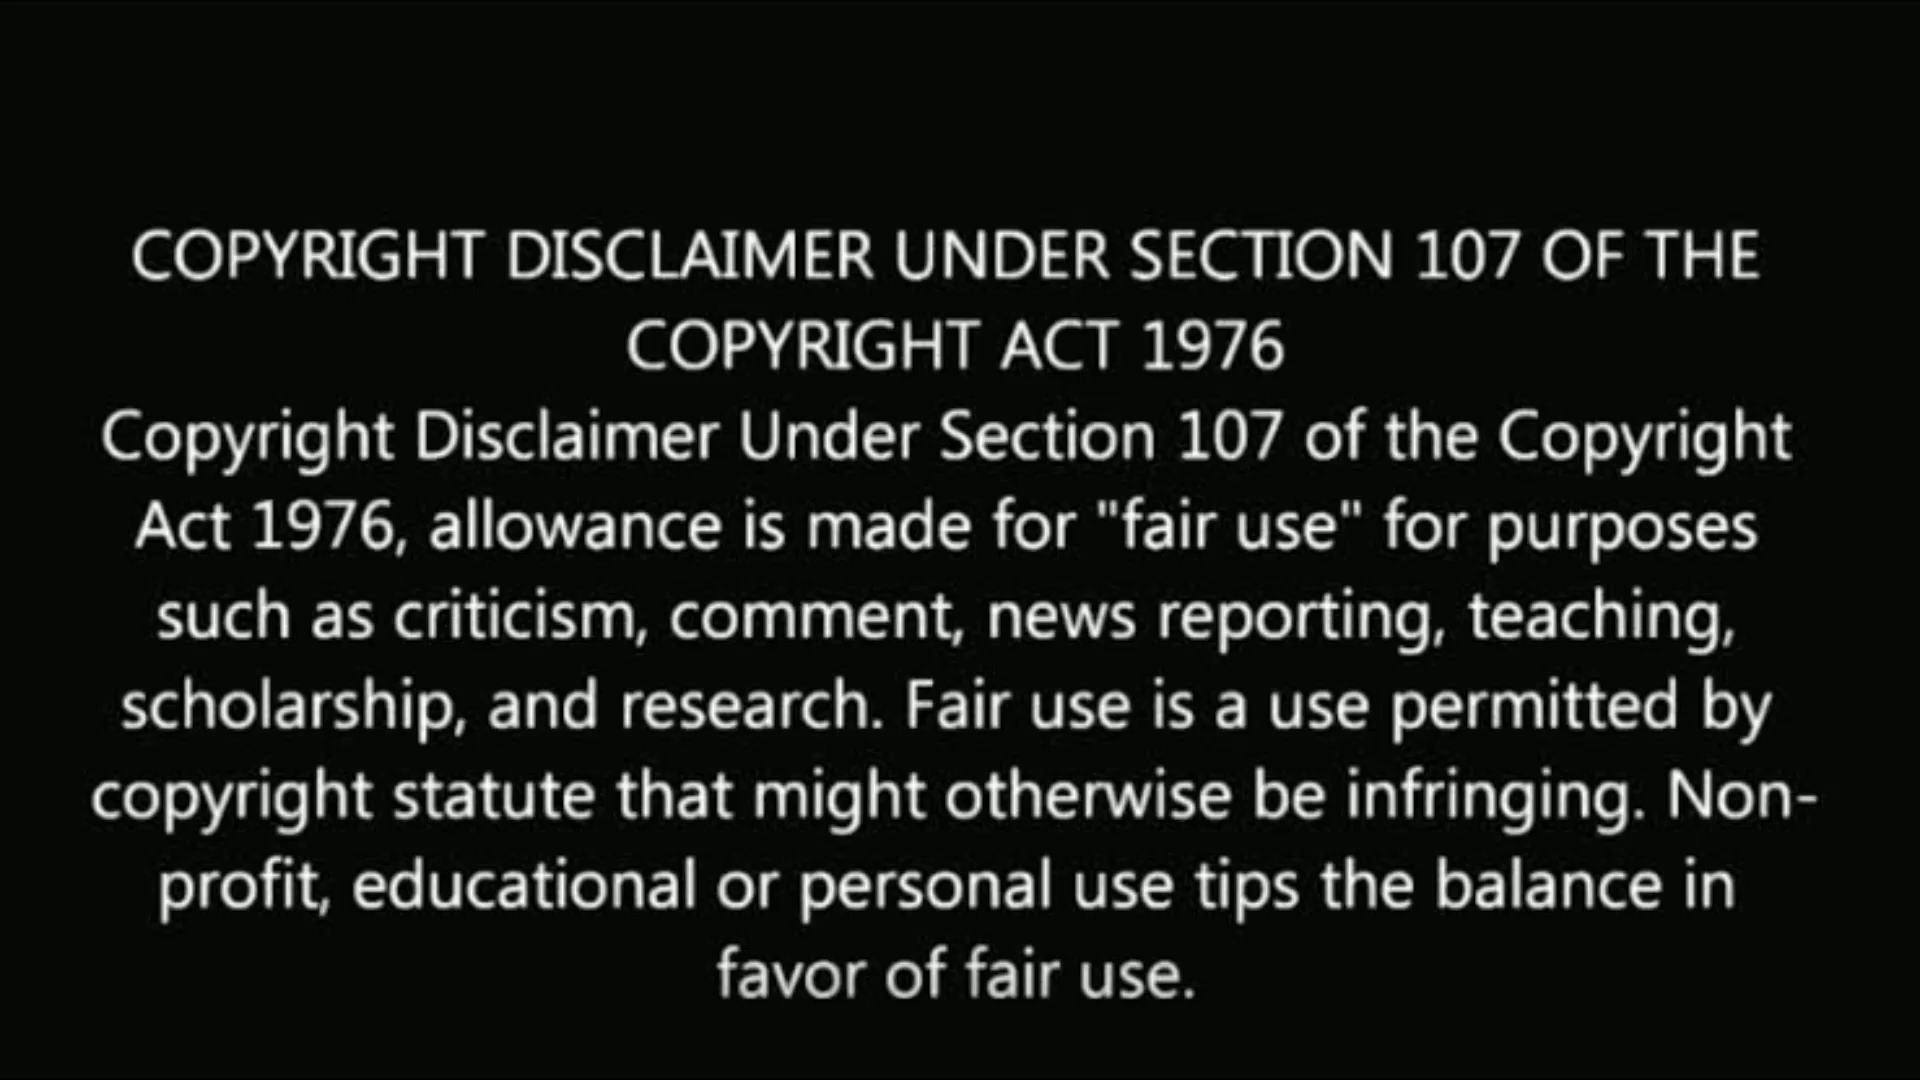 COPYRIGHT DISCLAIMER UNDER SECTION 107 OF THE
COPYRIGHT ACT 1976
Copyright Disclaimer Under Section 107 of the Copyright
Act 1976, allowance is made for "fair use" for purposes
such as criticism, comment, news reporting, teaching,
scholarship, and research. Fair use is a use permitted by
copyright statute that might otherwise be infringing. Non-
profit, educational or personal use tips the balance in
favor of fair use.